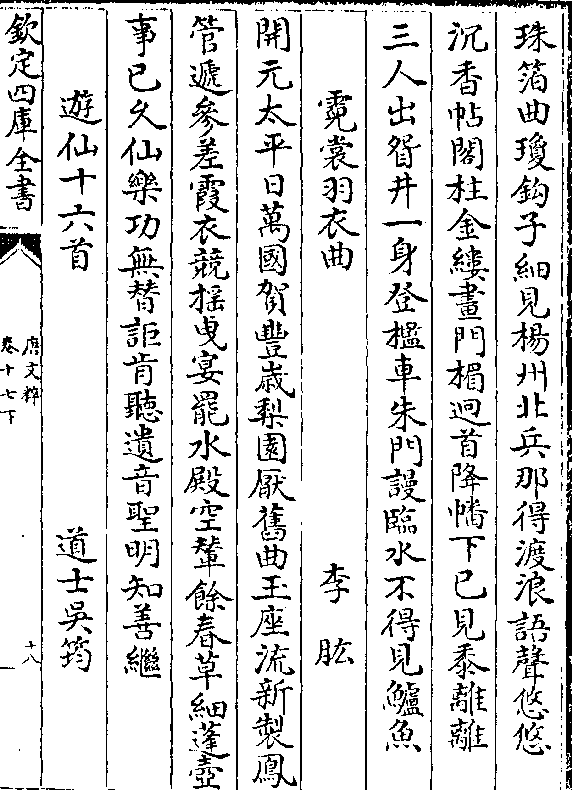 珠箔曲瓊鈎子細見楊州北兵那得渡浪語聲悠悠
沉香帖閣柱金縷畫門楣迴首降幡下已見黍離離
三人出眢井一身登檻車朱門謾臨水不得見鱸魚
霓裳羽衣曲 李肱
開元太平日萬國賀豐歲梨園厭舊曲玉座流新製鳳
管遞參差霞衣競搖曳宴罷水殿空輦餘春草細蓬壺
事已久仙樂功無替詎肯聽遺音聖明知善繼
遊仙十六首 道士吳筠
欽定四庫全書
唐文粹
卷十七下
十八